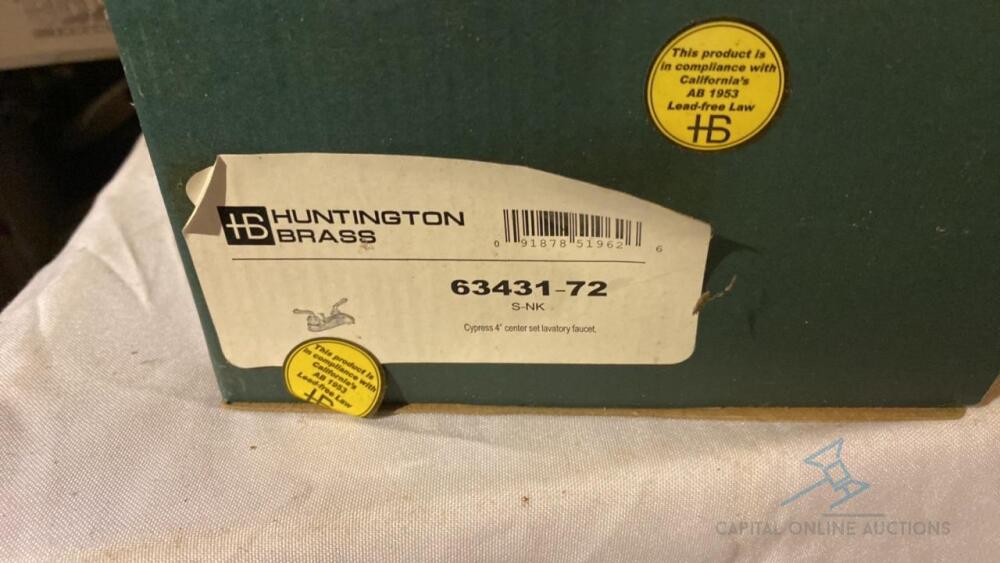 This product is
in compliance with
California's
AB 1953
Lead-free Law
HB
HB HUNTINGTON
BRASS
0 91878 51962 6
63431-72
S-NK
Cypress 4" center set lavatory faucet.
This product is
in compliance with
California's
AB 1953
Lead-free Law
HB
CAPITAL ONLINE AUCTIONS